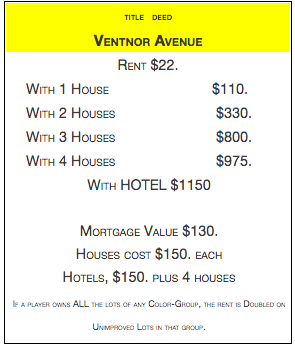 TITLE DEED
VENTNOR AVENUE
RENT $22.
WITH 1 HOUSE $110.
WITH 2 HOUSES $330.
WITH 3 HOUSES $800.
WITH 4 HOUSES $975.
WITH HOTEL $1150
MORTGAGE VALUE $130.
HOUSES COST $150. EACH
HOTELS, $150. PLUS 4 HOUSES
IF A PLAYER OWNS ALL THE LOTS OF ANY COLOR-GROUP, THE RENT IS DOUBLED ON
UNIMPROVED LOTS IN THAT GROUP.